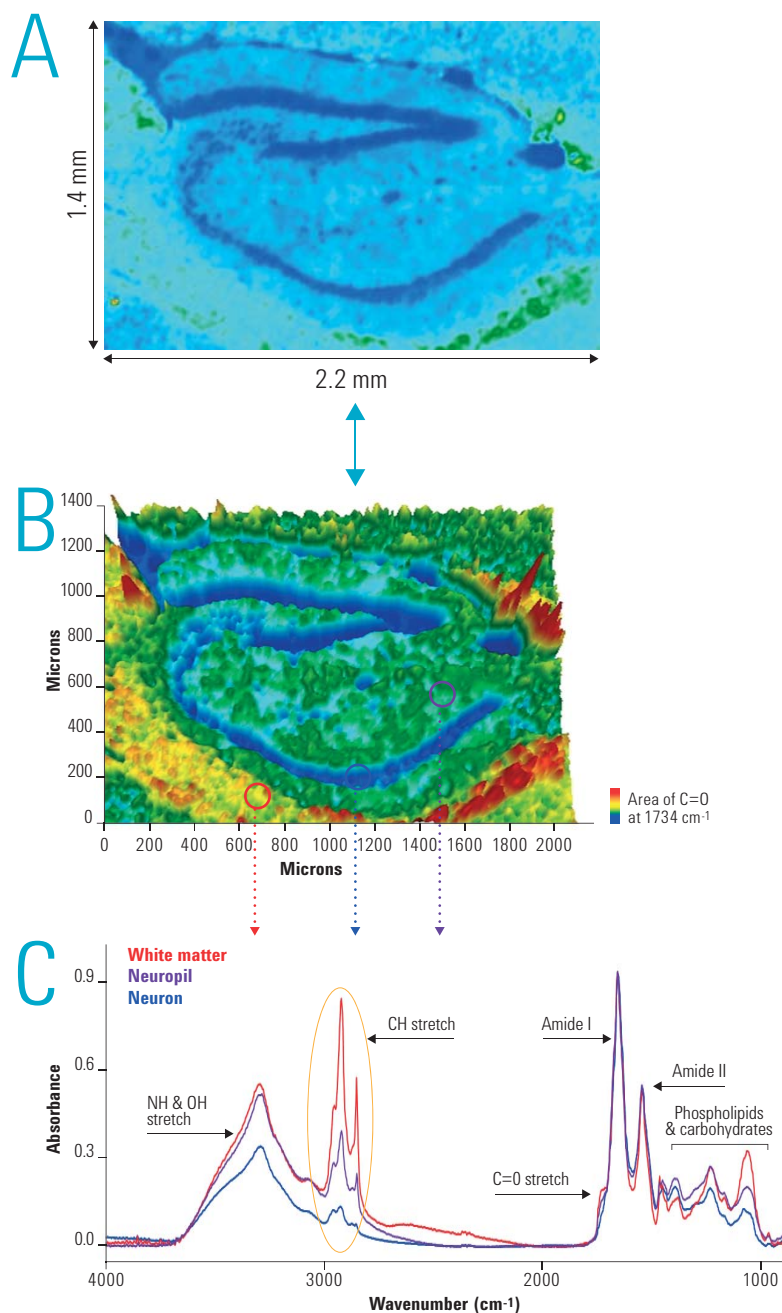 A
1.4 mm
2.2 mm
B
1400
1200
1000
800
600
400
200
0
Microns
0 200 400 600 800 1000 1200 1400 1600 1800 2000
Microns
Area of C=O
at 1734 cm-1
C
White matter
Neuropil
Neuron
0.9
0.6
0.3
0.0
Absorbance
NH & OH
stretch
CH stretch
Amide I
Amide II
Phospholipids
& carbohydrates
C=O stretch
4000 3000 2000 1000
Wavenumber (cm-1)